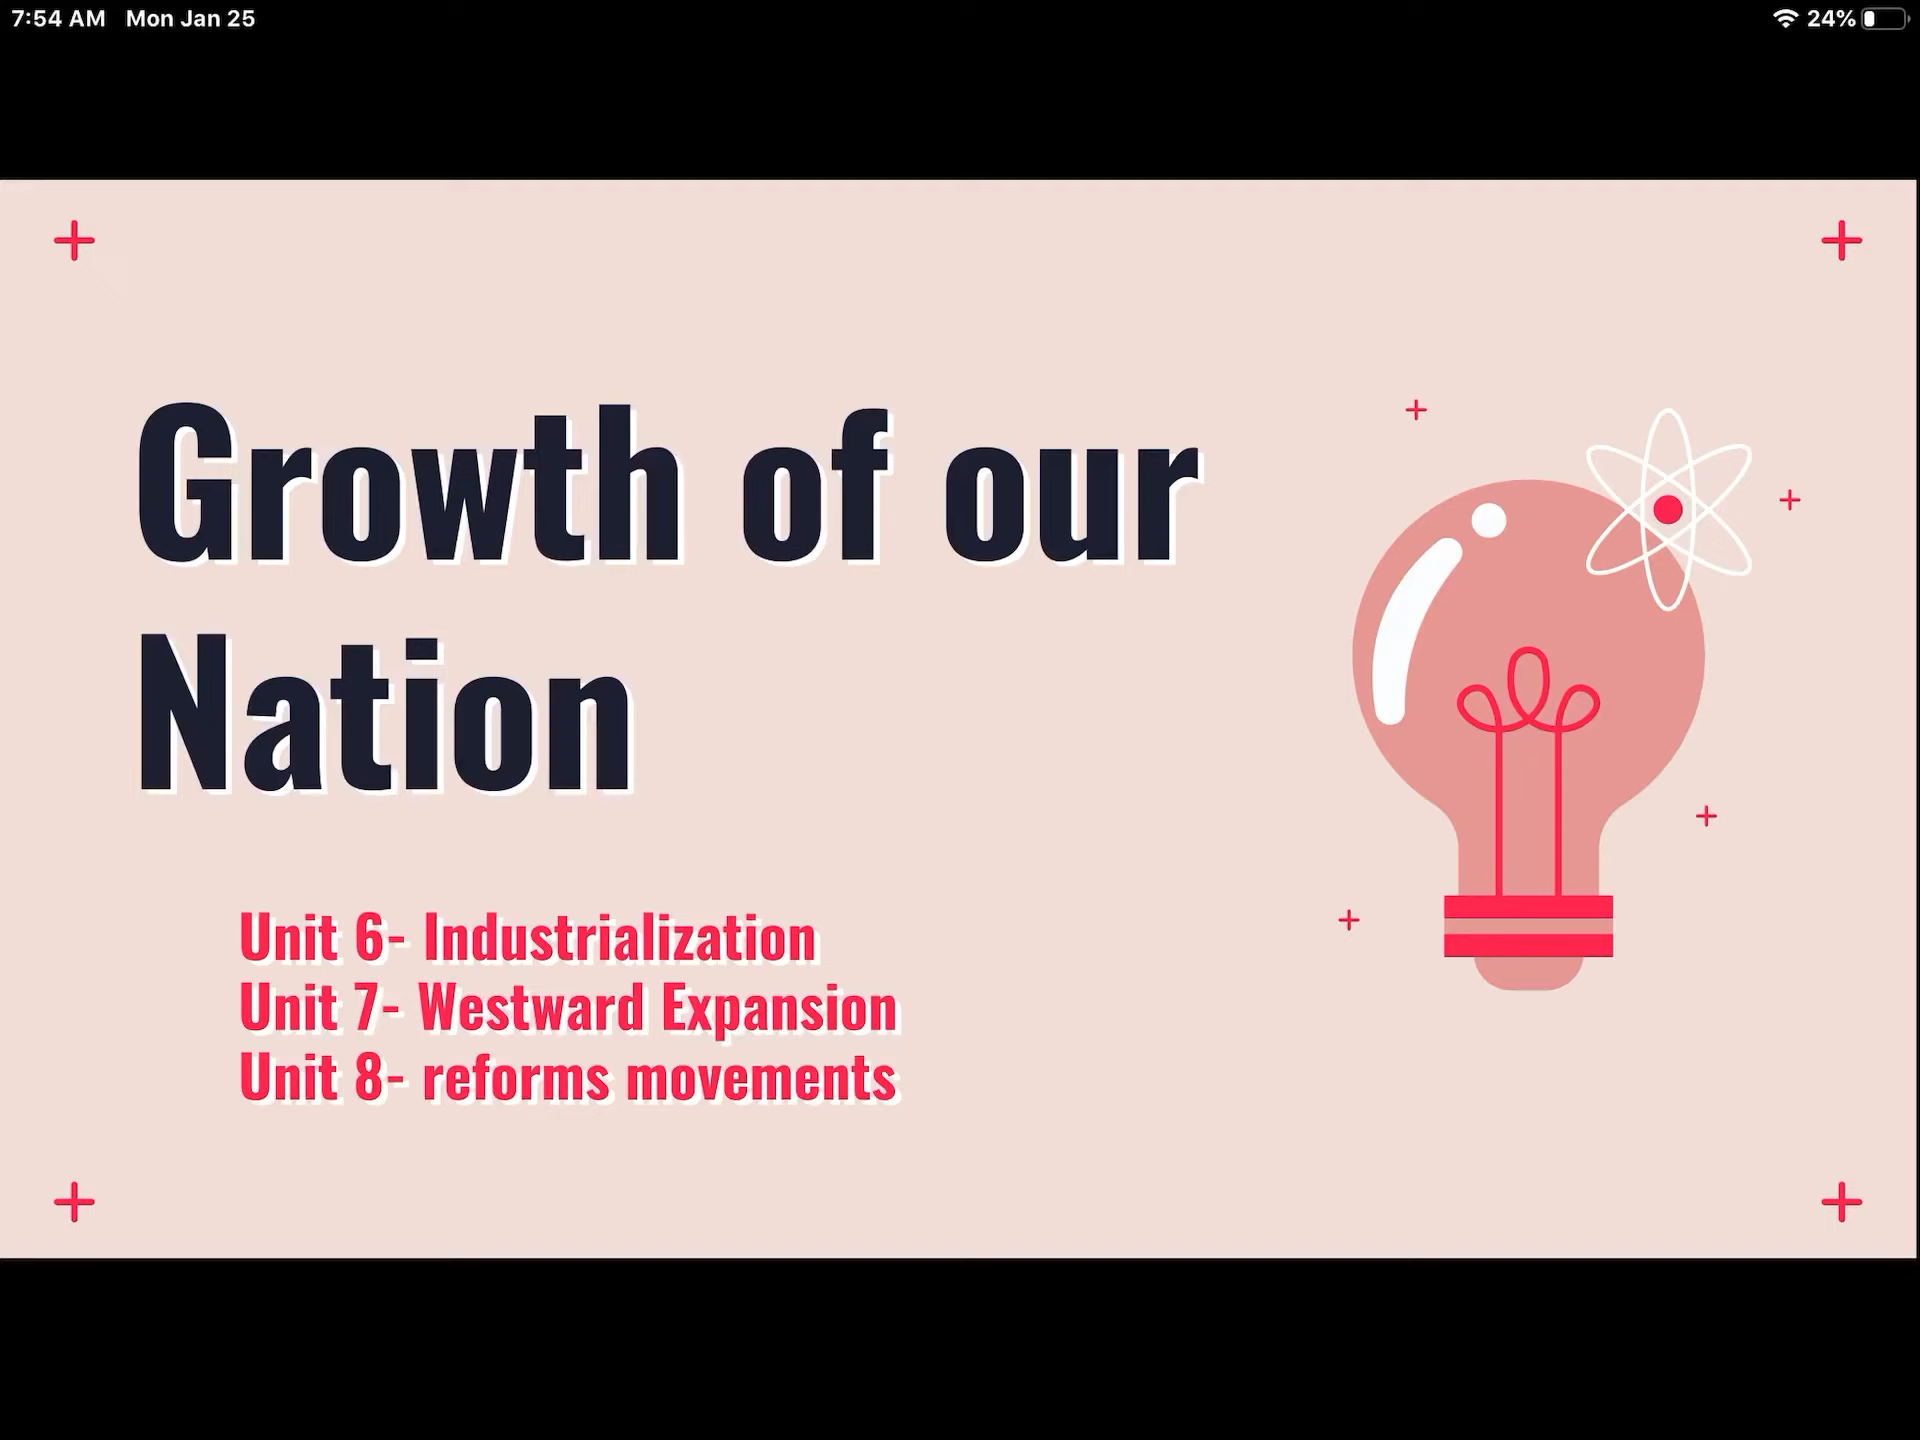 7:54 AM Mon Jan 25 24%
Growth of our
Nation
Unit 6- Industrialization
Unit 7- Westward Expansion
Unit 8- reforms movements